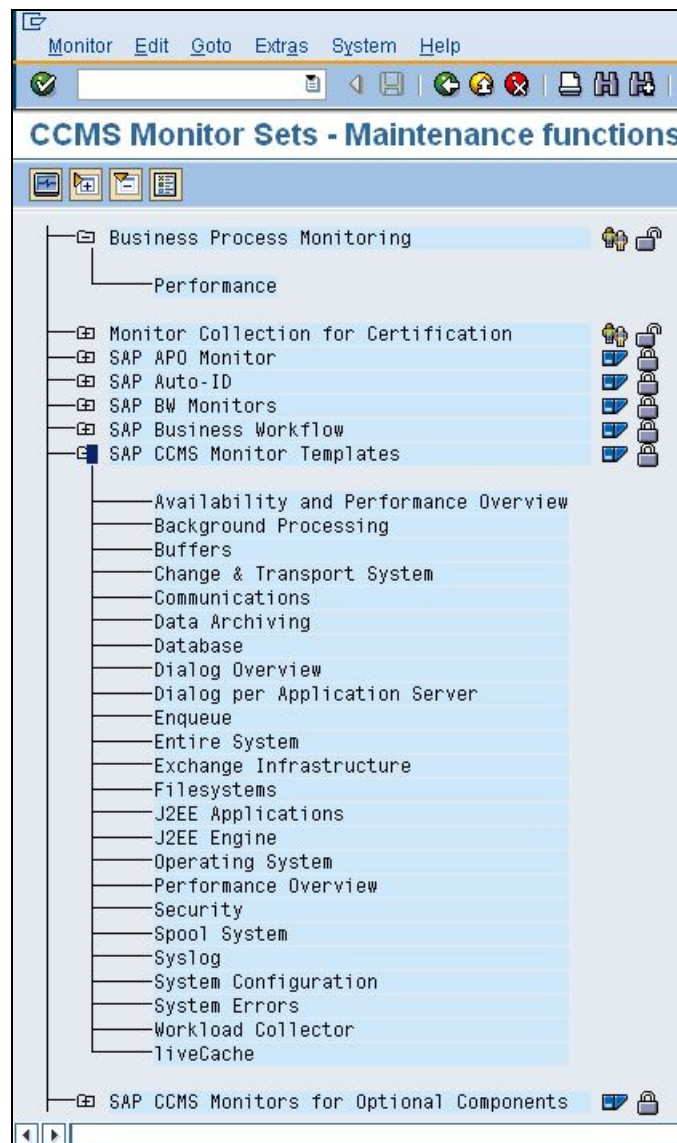 Monitor Edit Goto Extras System Help
CCMS Monitor Sets - Maintenance functions
Business Process Monitoring
Performance
Monitor Collection for Certification
SAP APO Monitor
SAP Auto-ID
SAP BW Monitors
SAP Business Workflow
SAP CCMS Monitor Templates
Availability and Performance Overview
Background Processing
Buffers
Change & Transport System
Communications
Data Archiving
Database
Dialog Overview
Dialog per Application Server
Enqueue
Entire System
Exchange Infrastructure
Filesystems
J2EE Applications
J2EE Engine
Operating System
Performance Overview
Security
Spool System
Syslog
System Configuration
System Errors
Workload Collector
liveCache
SAP CCMS Monitors for Optional Components